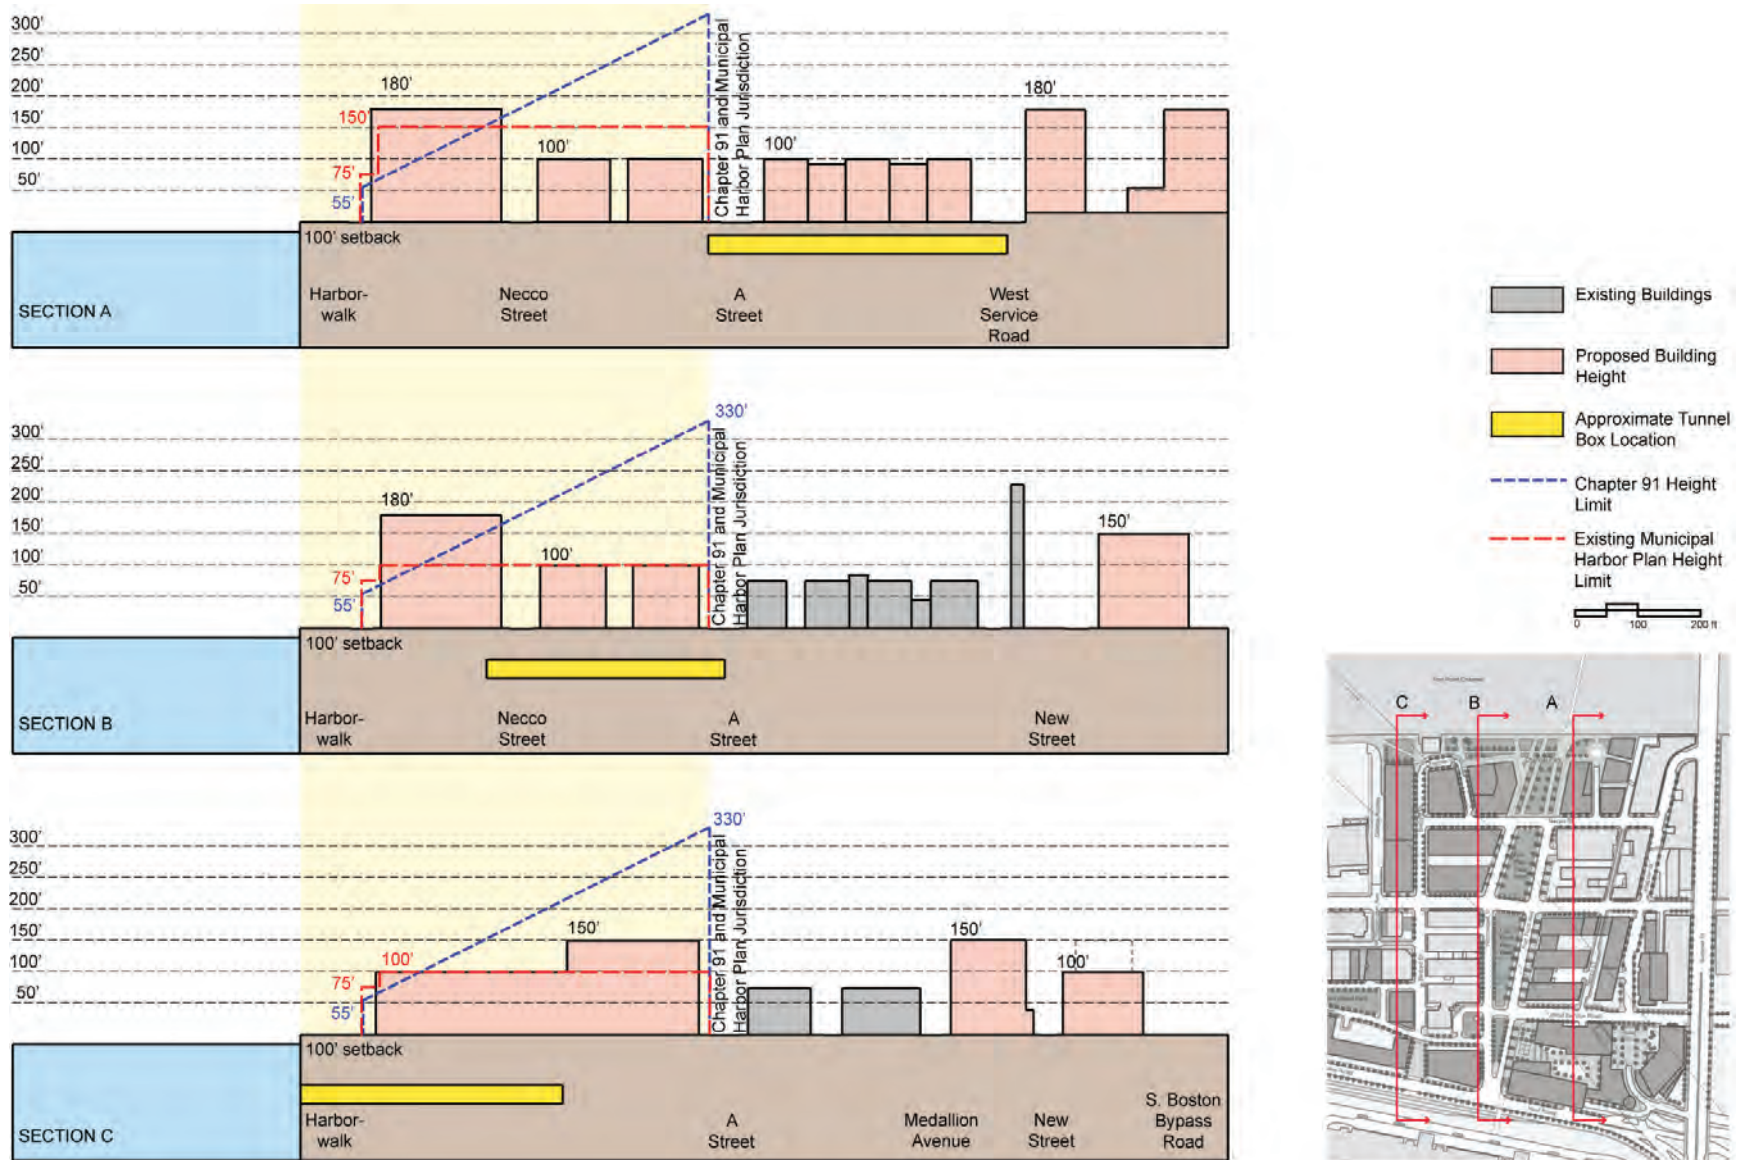 300'
250'
200'
150'
100'
50'
180'
150'
75'
55'
100'
100'
180'
Chapter 91 and Municipal
Harbor Plan Jurisdiction
100' setback
SECTION A
Harbor-
walk
Necco
Street
A
Street
West
Service
Road
300'
250'
200'
150'
100'
50'
330'
180'
75'
55'
100'
150'
Chapter 91 and Municipal
Harbor Plan Jurisdiction
100' setback
SECTION B
Harbor-
walk
Necco
Street
A
Street
New
Street
300'
250'
200'
150'
100'
50'
330'
75'
55'
100'
150'
150'
100'
Chapter 91 and Municipal
Harbor Plan Jurisdiction
100' setback
SECTION C
Harbor-
walk
A
Street
Medallion
Avenue
New
Street
S. Boston
Bypass
Road
Existing Buildings
Proposed Building
Height
Approximate Tunnel
Box Location
Chapter 91 Height
Limit
Existing Municipal
Harbor Plan Height
Limit
0 100 200 ft
C B A